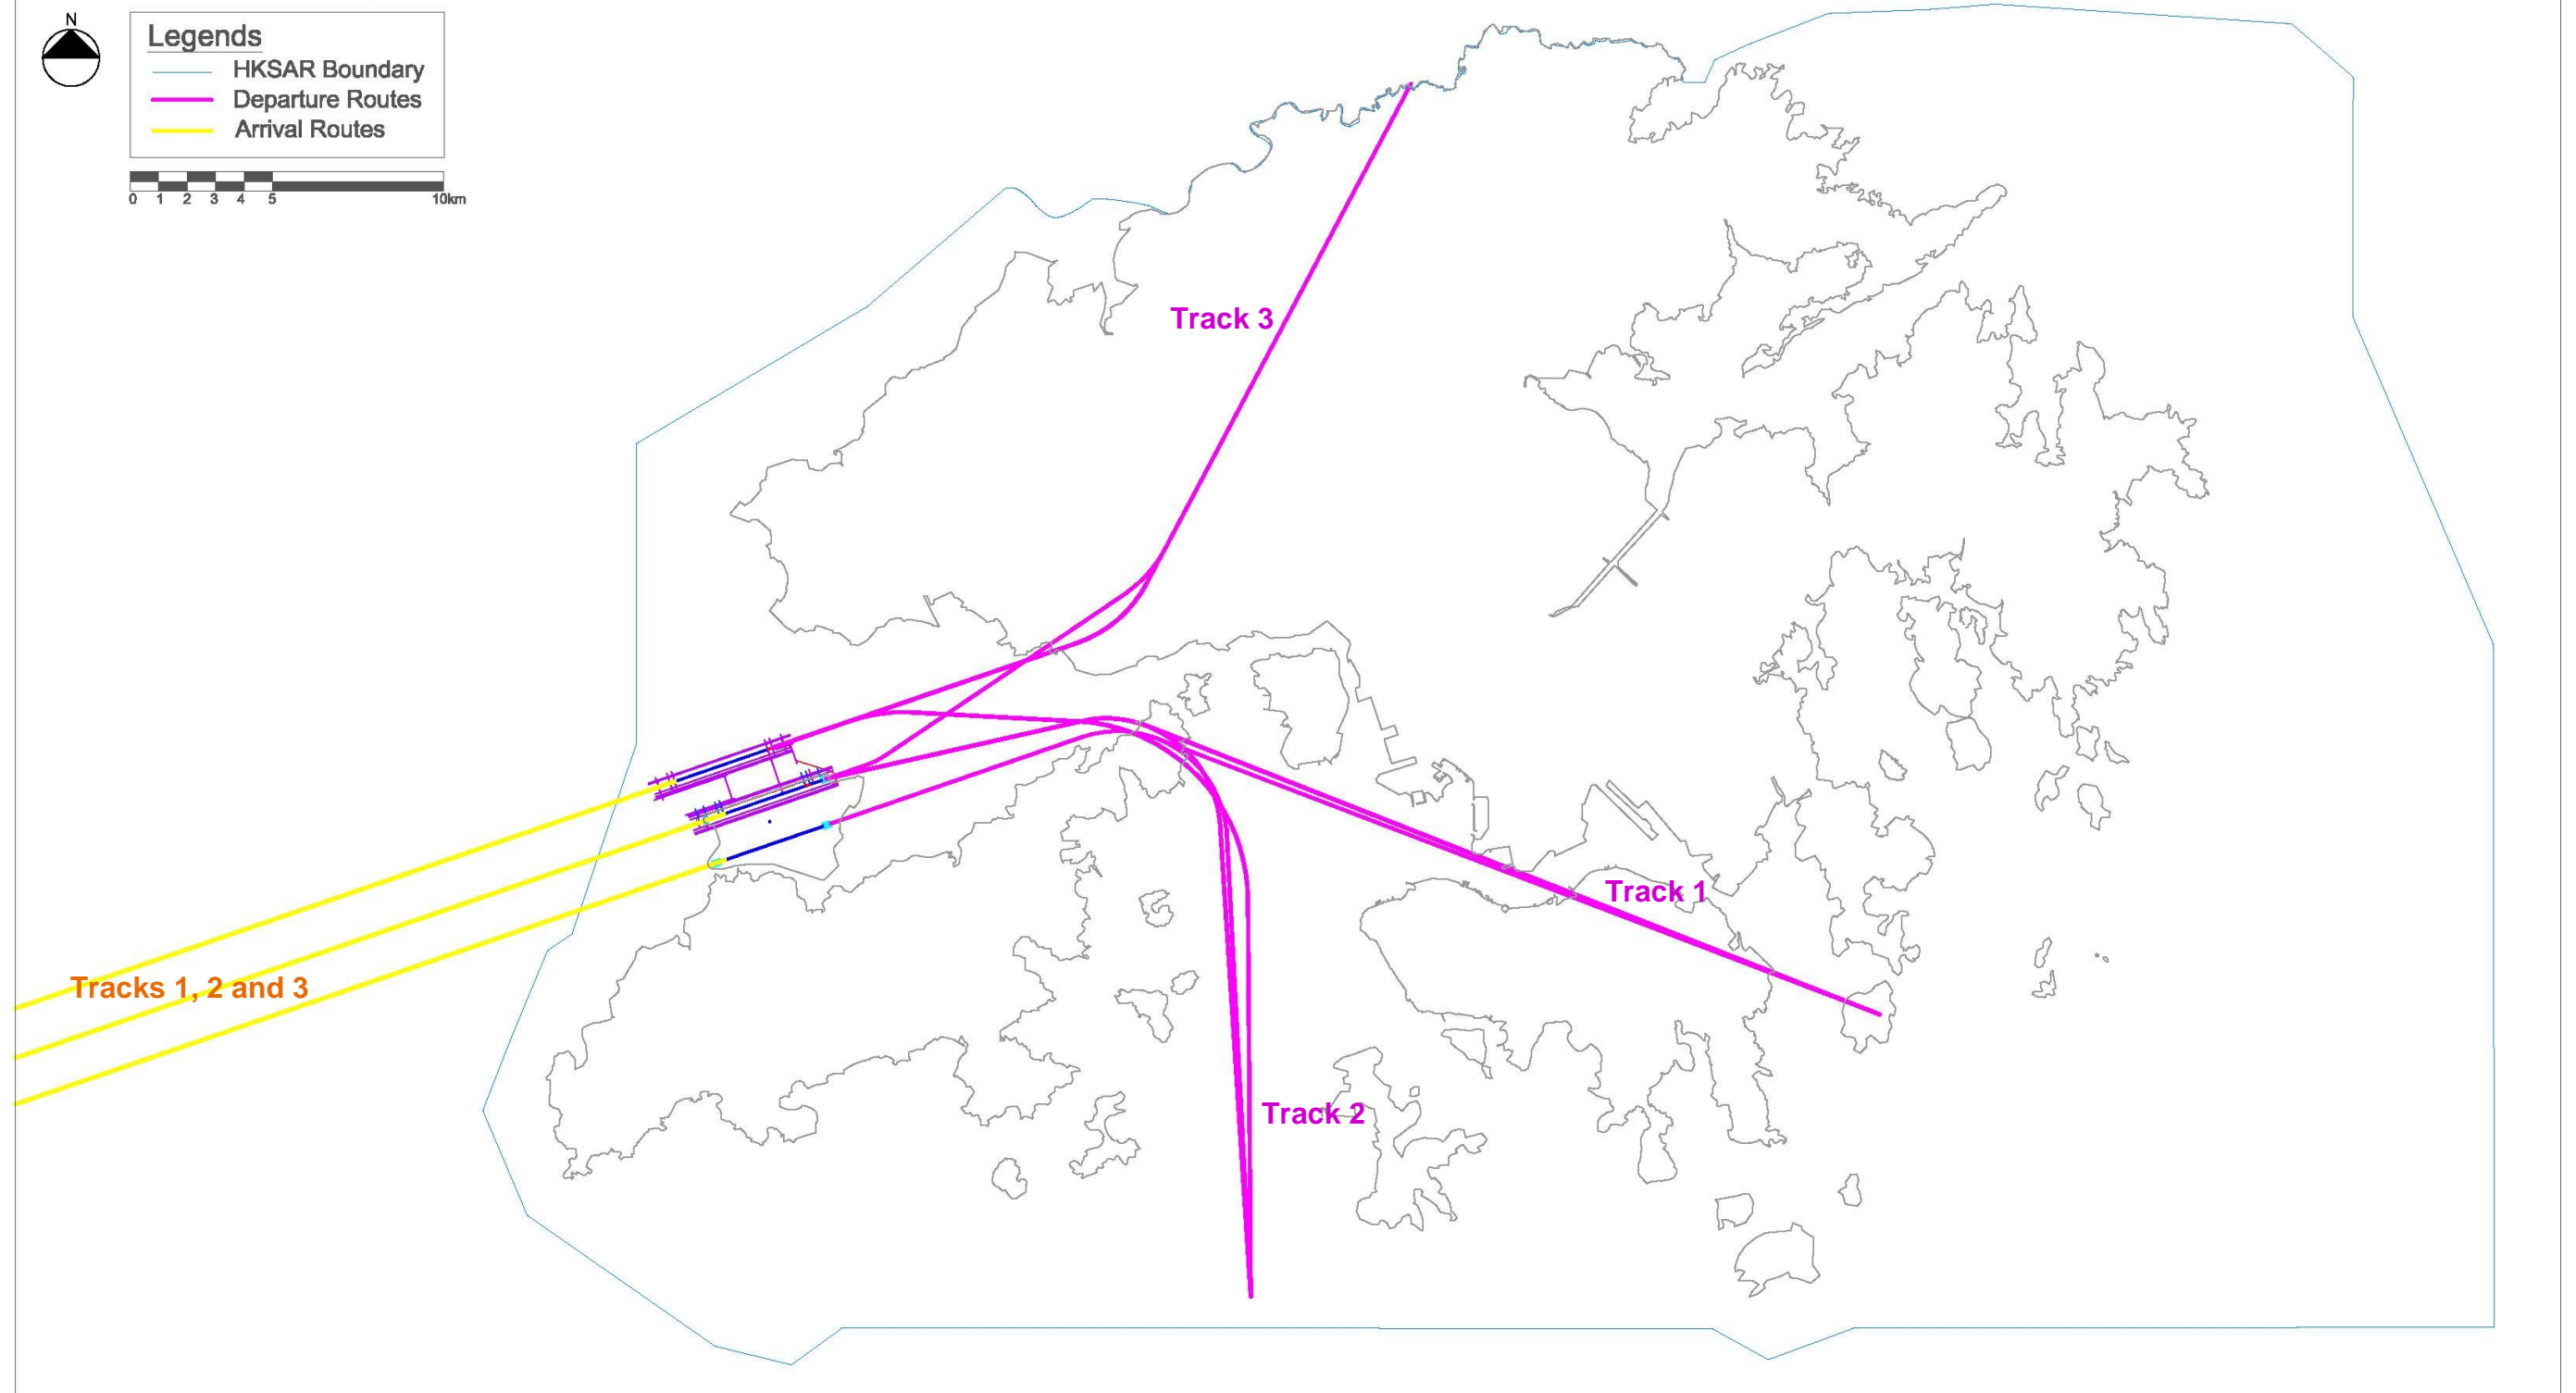 N
Legends
HKSAR Boundary
Departure Routes
Arrival Routes
0 1 2 3 4 5 10km
Track 3
Track 1
Tracks 1, 2 and 3
Track 2